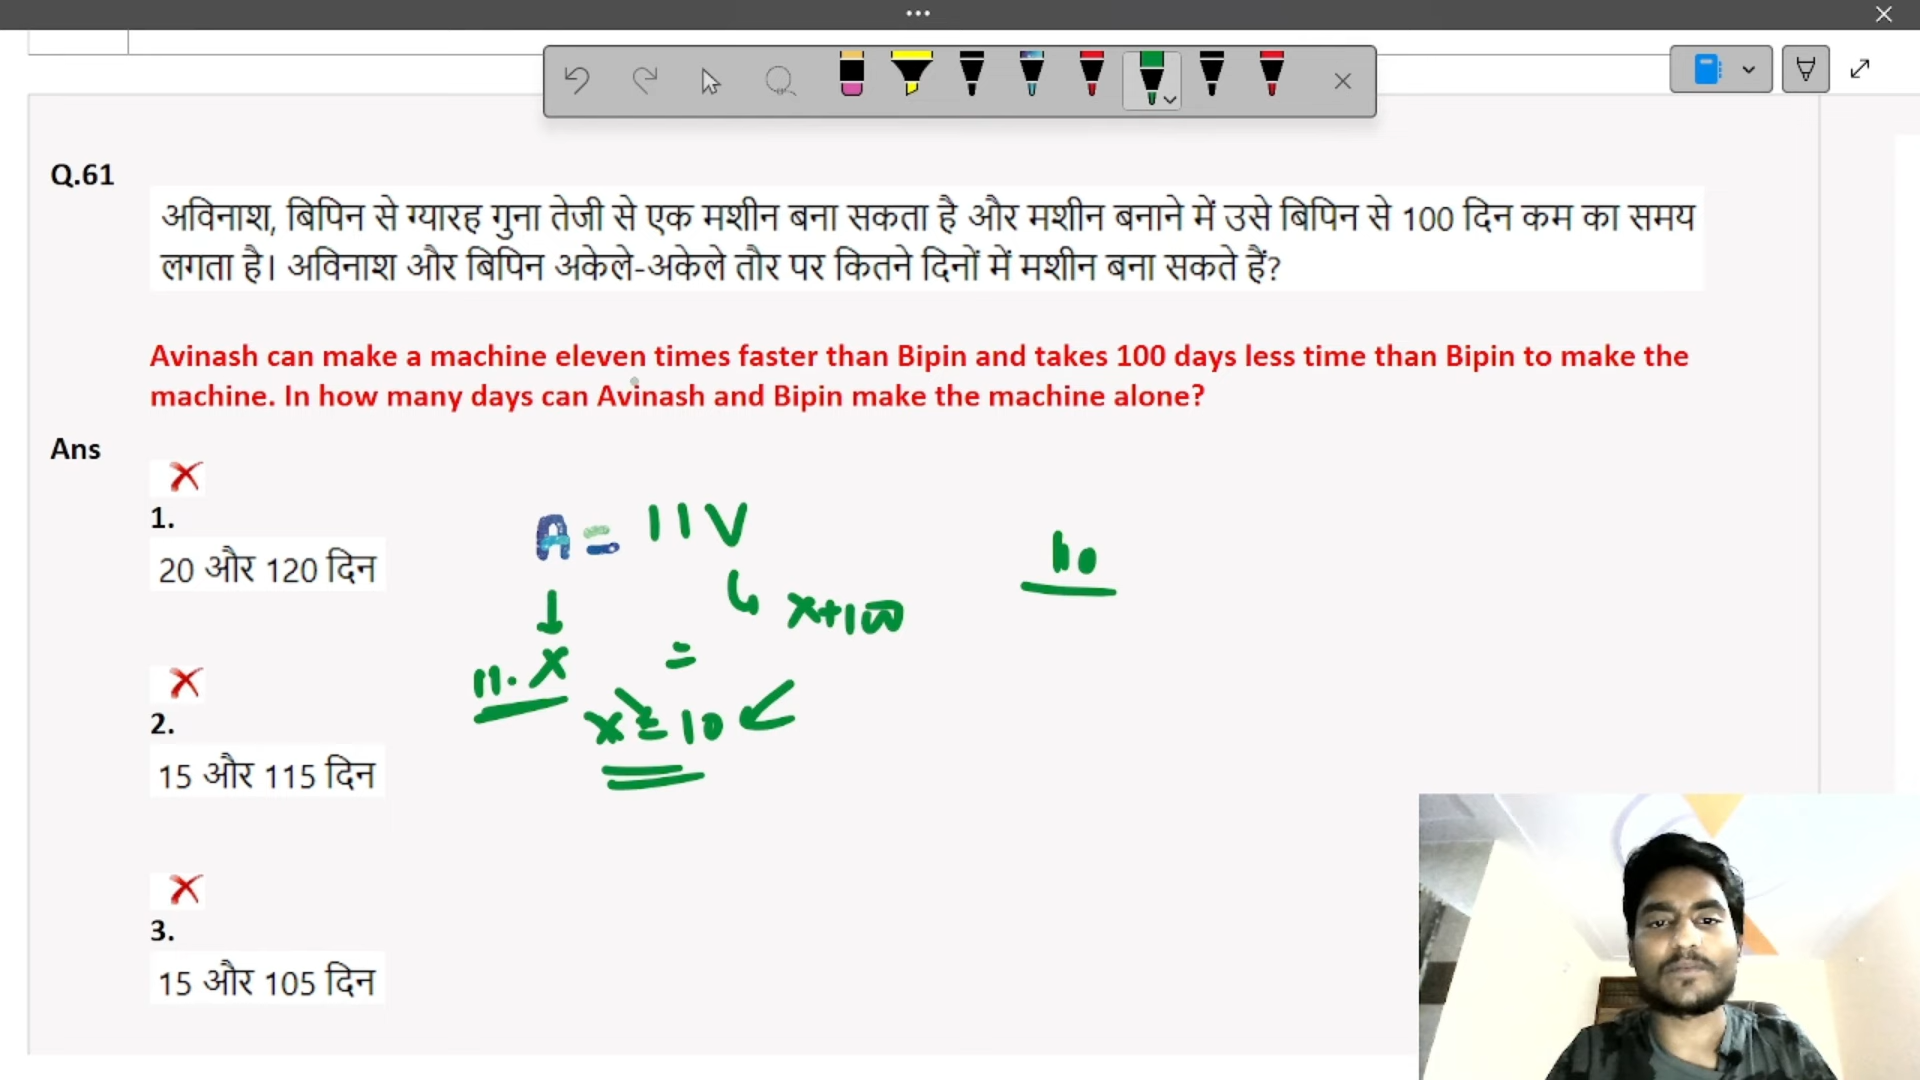 Q.61
अविनाश, बिपिन से ग्यारह गुना तेजी से एक मशीन बना सकता है और मशीन बनाने में उसे बिपिन से 100 दिन कम का समय
लगता है। अविनाश और बिपिन अकेले-अकेले तौर पर कितने दिनों में मशीन बना सकते हैं?
Avinash can make a machine eleven times faster than Bipin and takes 100 days less time than Bipin to make the
machine. In how many days can Avinash and Bipin make the machine alone?
Ans
1.
20 और 120 दिन
A = 11 V
x+100
11. x
x = 10
2.
15 और 115 दिन
3.
15 और 105 दिन